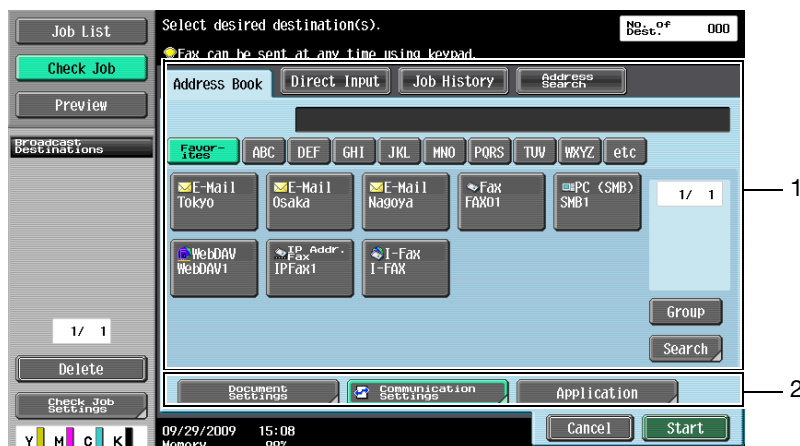 Job List
Check Job
Preview
Broadcast
Destinations
1/ 1
Delete
Check Job
Settings
Y M C K
Select desired destination(s).
No. of
Dest. 000
Fax can be sent at any time using keypad.
Address Book Direct Input Job History Address
Search
Favor-
ites ABC DEF GHI JKL MNO PQRS TUV WXYZ etc
E-Mail
Tokyo
E-Mail
Osaka
E-Mail
Nagoya
Fax
FAX01
PC (SMB)
SMB1
1/ 1
WebDAV
WebDAV1
IP Addr.
Fax
IPFax1
I-Fax
I-FAX
Group
Search
1
Document
Settings
Communication
Settings
Application
2
09/29/2009 15:08
Memory 99%
Cancel
Start